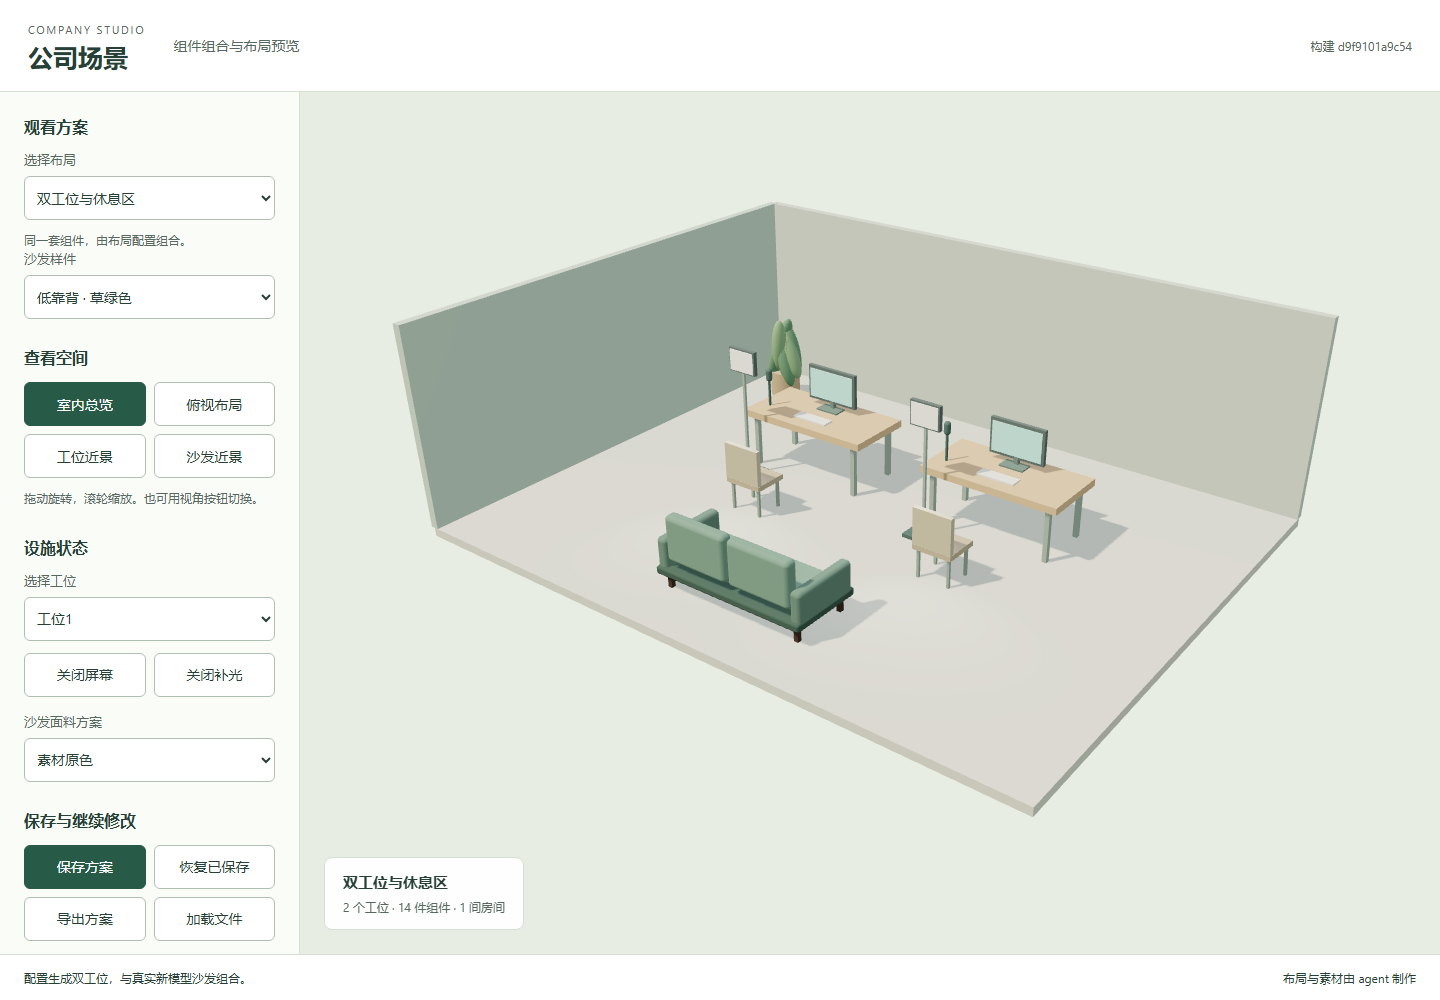 COMPANY STUDIO
公司场景
组件组合与布局预览
构建 d9f9101a9c54
观看方案
选择布局
双工位与休息区
同一套组件，由布局配置组合。
沙发样件
低靠背 · 草绿色
查看空间
室内总览
俯视布局
工位近景
沙发近景
拖动旋转，滚轮缩放。也可用视角按钮切换。
设施状态
选择工位
工位1
关闭屏幕
关闭补光
沙发面料方案
素材原色
保存与继续修改
保存方案
恢复已保存
导出方案
加载文件
双工位与休息区
2 个工位 · 14 件组件 · 1 间房间
配置生成双工位，与真实新模型沙发组合。
布局与素材由 agent 制作